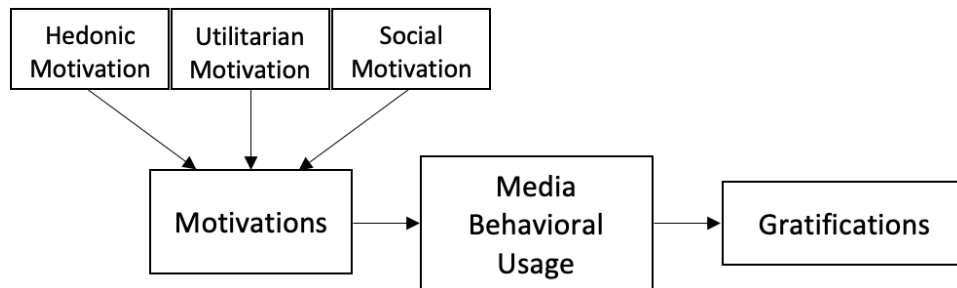 Hedonic
Motivation
Utilitarian
Motivation
Social
Motivation
Motivations
Media
Behavioral
Usage
Gratifications